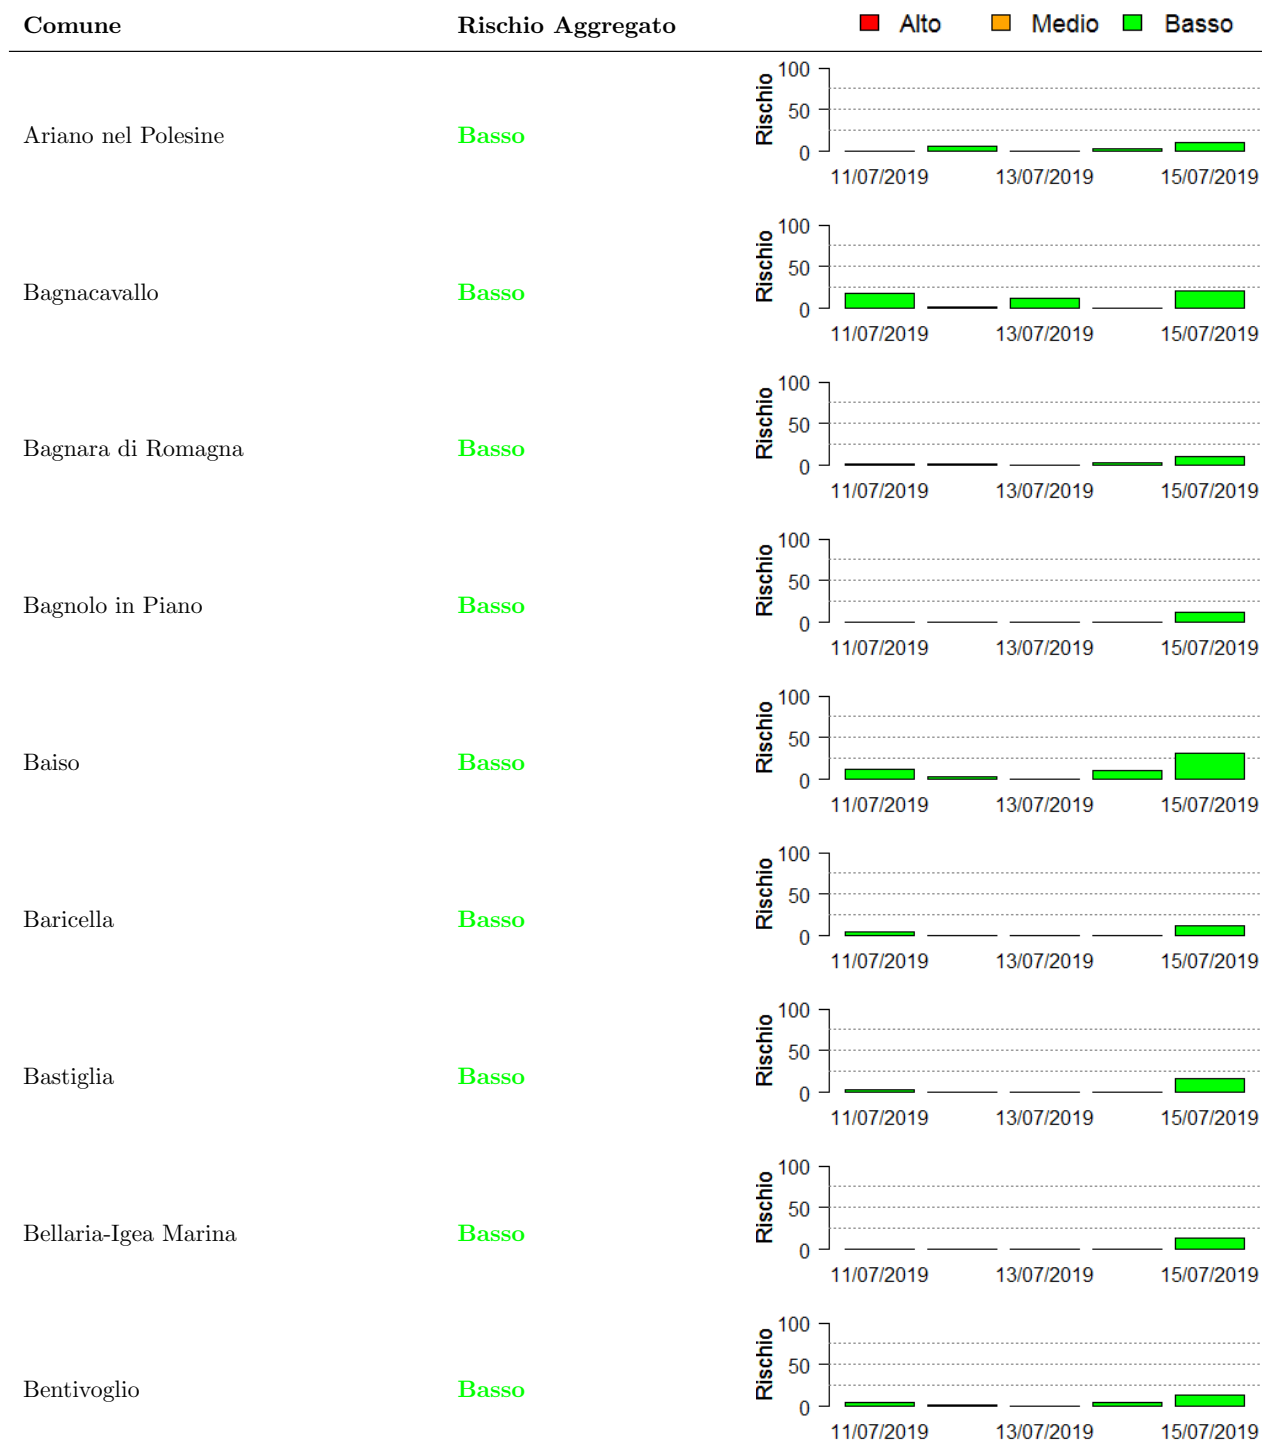 Comune Rischio Aggregato Alto Medio Basso
100
50
0
Rischio
Ariano nel Polesine Basso
11/07/2019 13/07/2019 15/07/2019
100
50
0
Rischio
Bagnacavallo Basso
11/07/2019 13/07/2019 15/07/2019
100
50
0
Rischio
Bagnara di Romagna Basso
11/07/2019 13/07/2019 15/07/2019
100
50
0
Rischio
Bagnolo in Piano Basso
11/07/2019 13/07/2019 15/07/2019
100
50
0
Rischio
Baiso Basso
11/07/2019 13/07/2019 15/07/2019
100
50
0
Rischio
Baricella Basso
11/07/2019 13/07/2019 15/07/2019
100
50
0
Rischio
Bastiglia Basso
11/07/2019 13/07/2019 15/07/2019
100
50
0
Rischio
Bellaria-Igea Marina Basso
11/07/2019 13/07/2019 15/07/2019
100
50
0
Rischio
Bentivoglio Basso
11/07/2019 13/07/2019 15/07/2019